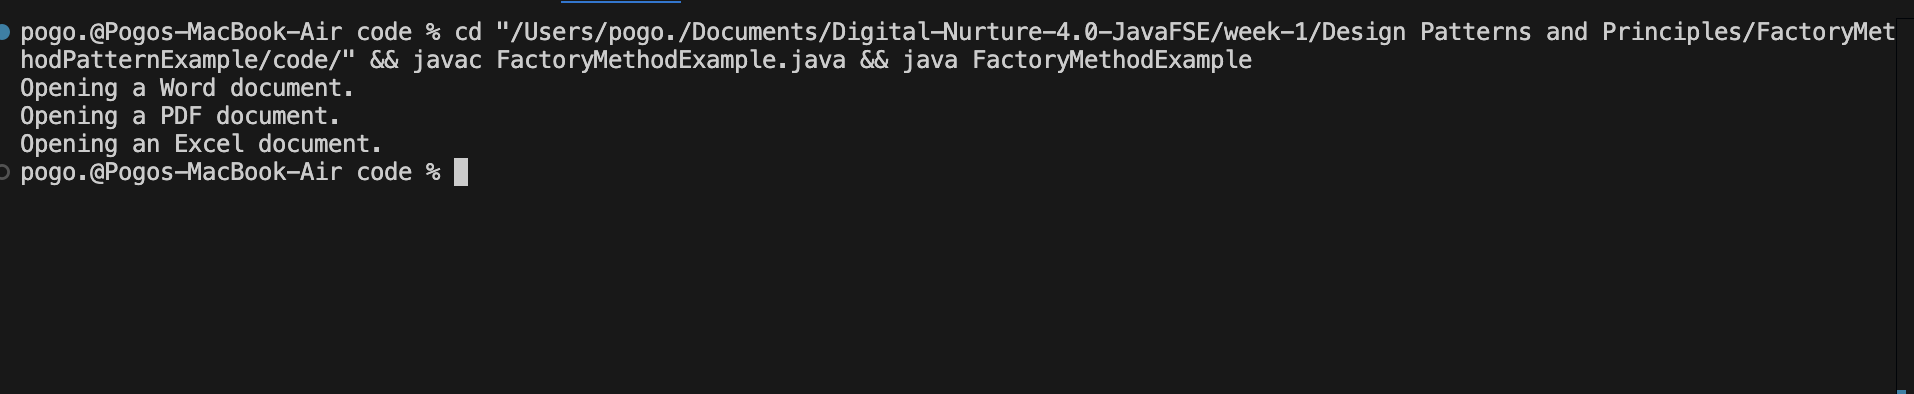 pogo.@Pogos-MacBook-Air code % cd "/Users/pogo./Documents/Digital-Nurture-4.0-JavaFSE/week-1/Design Patterns and Principles/FactoryMet
hodPatternExample/code/" && javac FactoryMethodExample.java && java FactoryMethodExample
Opening a Word document.
Opening a PDF document.
Opening an Excel document.
pogo.@Pogos-MacBook-Air code %